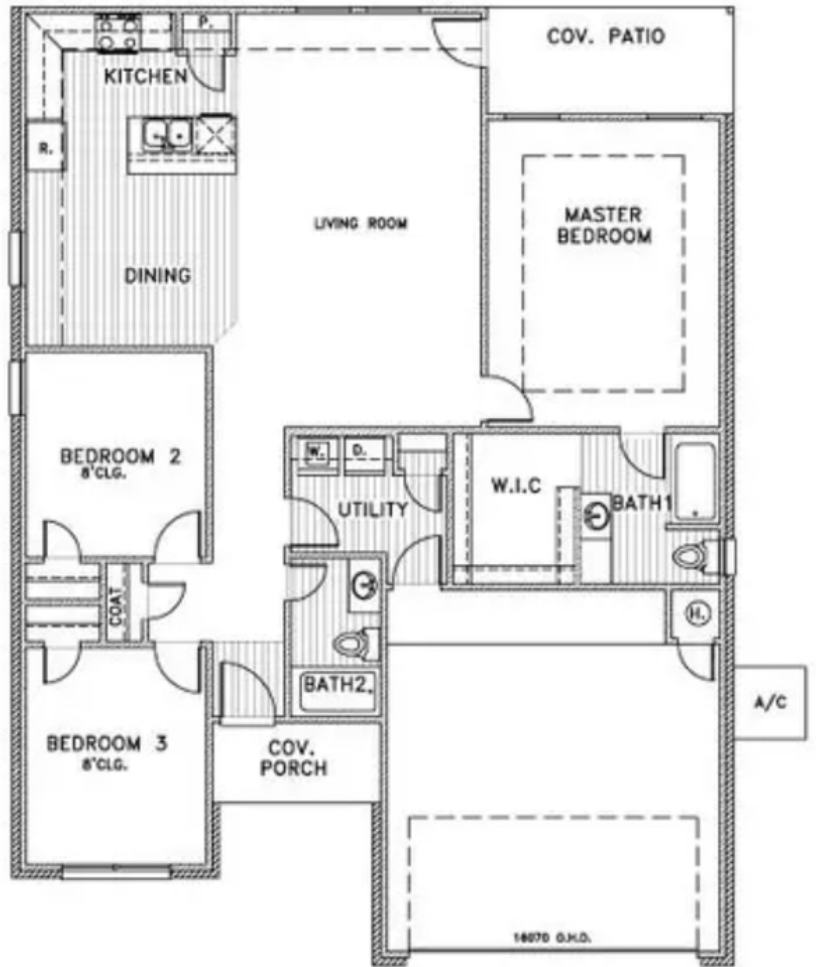 P.
COV. PATIO
KITCHEN
R.
LIVING ROOM
MASTER
BEDROOM
DINING
BEDROOM 2
8'CLG.
W.
D.
W.I.C
UTILITY
BATH1
COAT
H.
BATH2
A/C
BEDROOM 3
8'CLG.
COV.
PORCH
16070 O.H.D.